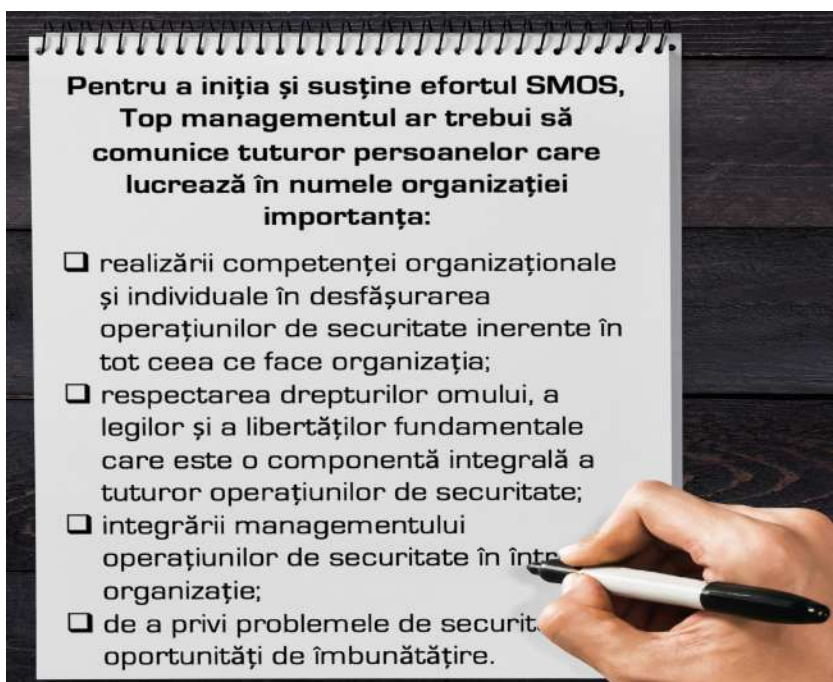 Pentru a iniția și susține efortul SMOS,
Top managementul ar trebui să
comunice tuturor persoanelor care
lucrează în numele organizației
importanța:
❑ realizării competenței organizaționale
și individuale în desfășurarea
operațiunilor de securitate inerente în
tot ceea ce face organizația;
❑ respectarea drepturilor omului, a
legilor și a libertăților fundamentale
care este o componentă integrală a
tuturor operațiunilor de securitate;
❑ integrării managementului
operațiunilor de securitate în
organizație;
❑ de a privi problemele de
oportunități de îmbunătățire.